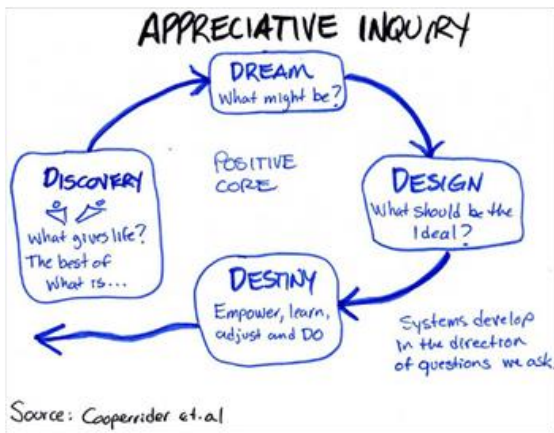 APPRECIATIVE INQUIRY
DREAM
What might be?
DISCOVERY
What gives life?
The best of
what is...
POSITIVE
CORE
DESIGN
What should be the
Ideal?
DESTINY
Empower, learn,
adjust and DO
Systems develop
in the direction
of questions we ask.
Source: Cooperrider et.al